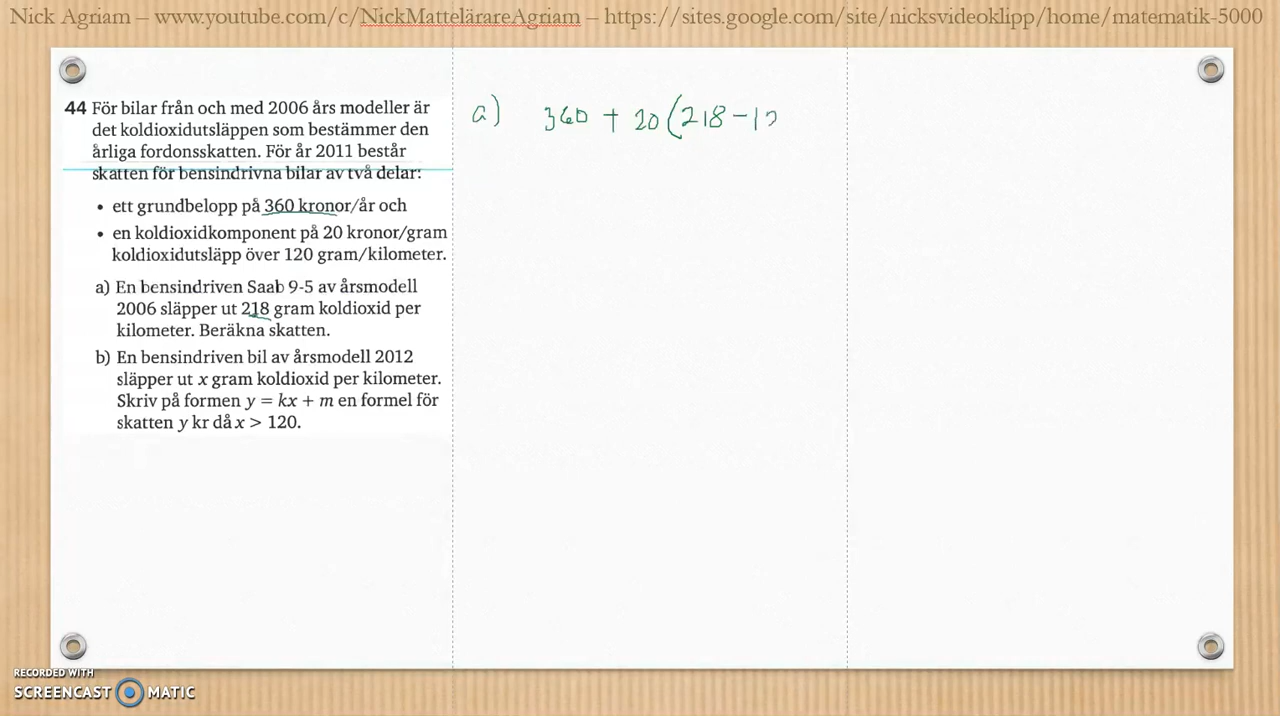 Nick Agriam – www.youtube.com/c/NickMattelärareAgriam – https://sites.google.com/site/nicksvideoklipp/home/matematik-5000
44 För bilar från och med 2006 års modeller är
det koldioxidutsläppen som bestämmer den
årliga fordonsskatten. För år 2011 består
skatten för bensindrivna bilar av två delar:
• ett grundbelopp på 360 kronor/år och
• en koldioxidkomponent på 20 kronor/gram
koldioxidutsläpp över 120 gram/kilometer.
a) En bensindriven Saab 9-5 av årsmodell
2006 släpper ut 218 gram koldioxid per
kilometer. Beräkna skatten.
b) En bensindriven bil av årsmodell 2012
släpper ut x gram koldioxid per kilometer.
Skriv på formen y = kx + m en formel för
skatten y kr då x > 120.
a) 360 + 20(218-12
RECORDED WITH
SCREENCAST MATIC